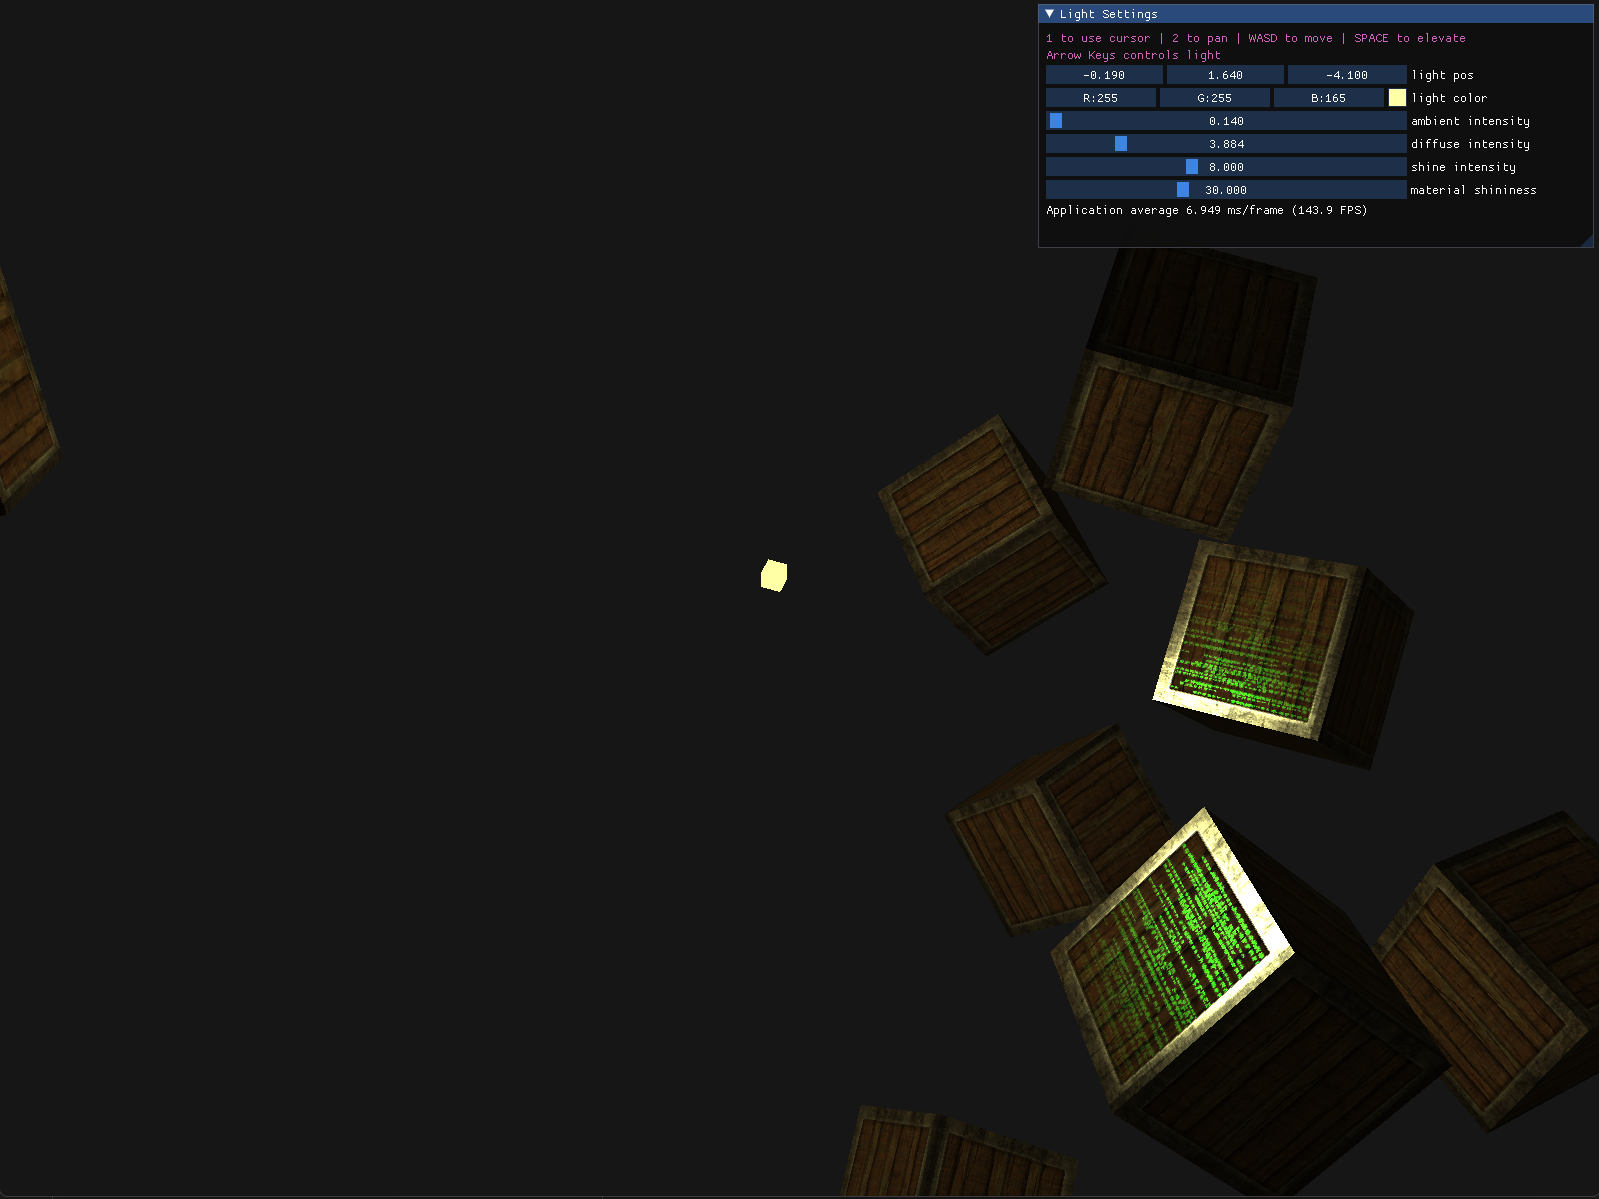 Light Settings
1 to use cursor | 2 to pan | WASD to move | SPACE to elevate
Arrow Keys controls light
-0.190 1.640 -4.100 light pos
R:255 G:255 B:165 light color
0.140 ambient intensity
3.884 diffuse intensity
8.000 shine intensity
30.000 material shininess
Application average 6.949 ms/frame (143.9 FPS)